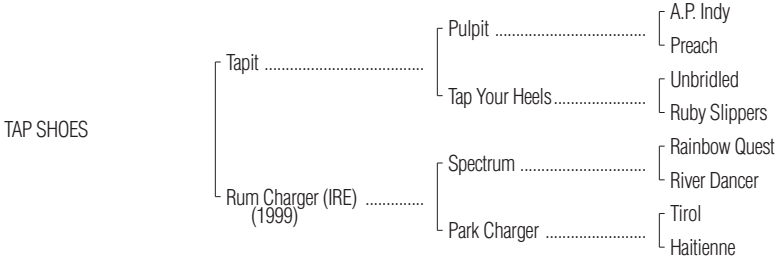 A.P. Indy
Pulpit ......................................
Preach
Tapit .....................................
Unbridled
Tap Your Heels.......................
Ruby Slippers
TAP SHOES
Rainbow Quest
Spectrum ................................
River Dancer
Rum Charger (IRE) ..............
(1999)
Tirol
Park Charger .........................
Haitienne